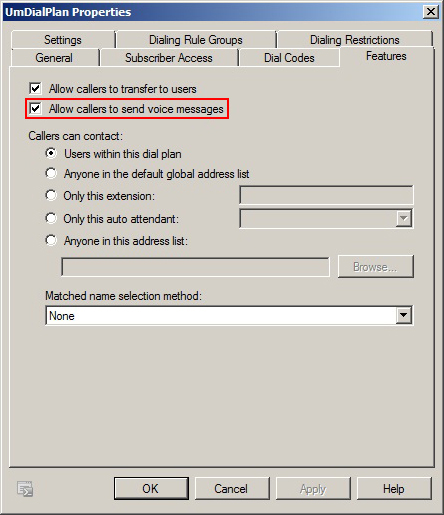 UmDialPlan Properties
Settings Dialing Rule Groups Dialing Restrictions
General Subscriber Access Dial Codes Features
Allow callers to transfer to users
Allow callers to send voice messages
Callers can contact:
Users within this dial plan
Anyone in the default global address list
Only this extension:
Only this auto attendant:
Anyone in this address list:
Browse...
Matched name selection method:
None
OK Cancel Apply Help